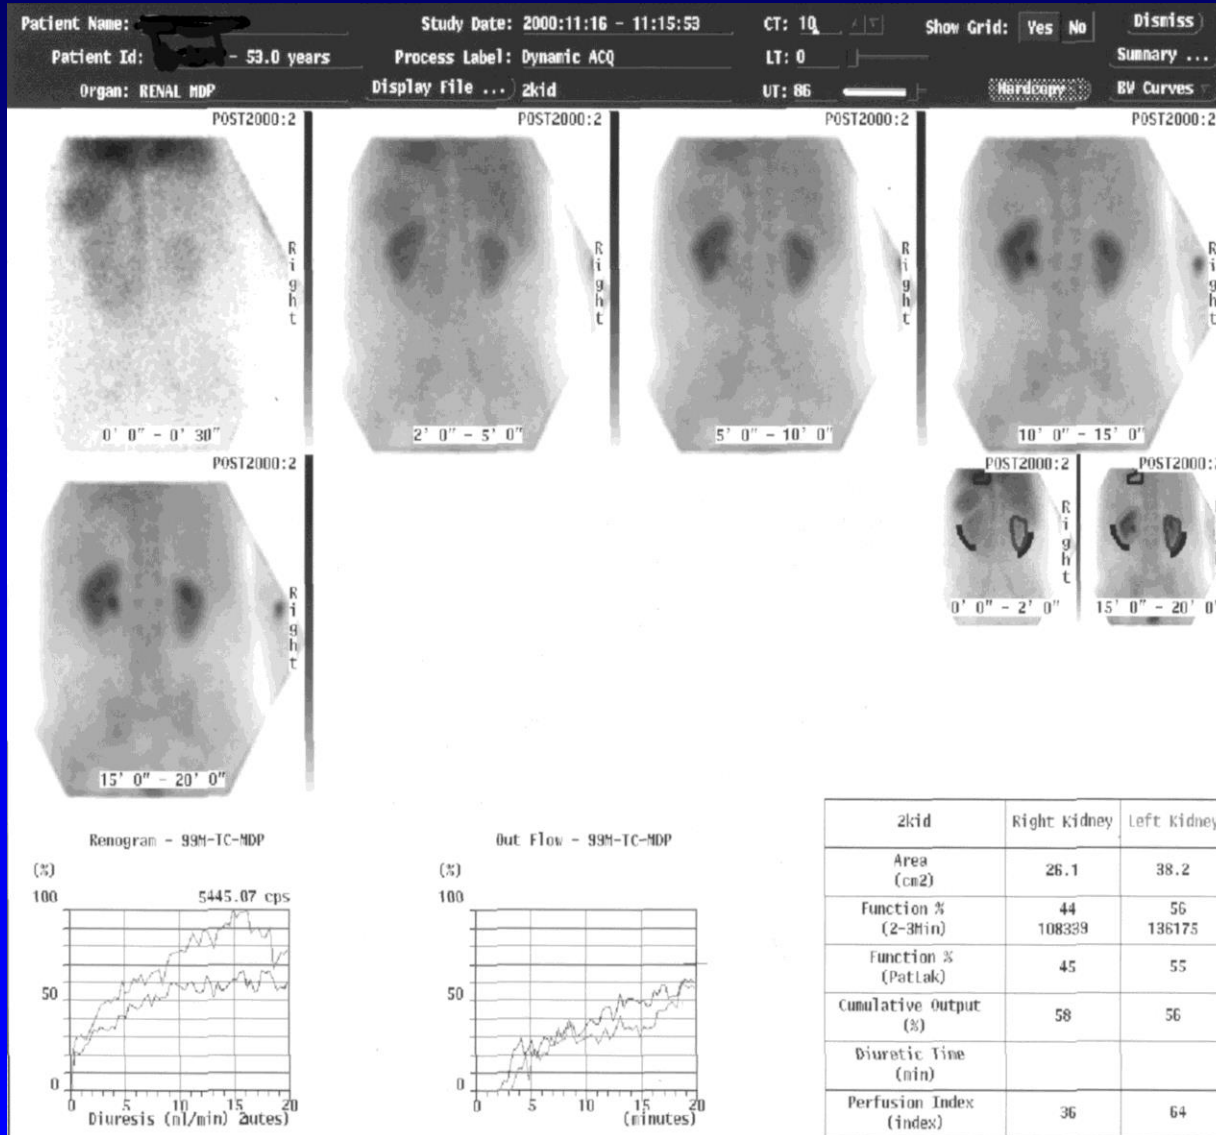 Patient Name:
Study Date: 2000:11:16 - 11:15:53
CT: 10
Show Grid: Yes No
Dismiss
Patient Id: - 53.0 years
Process Label: Dynamic ACQ
LT: 0
Summary ...
Organ: RENAL MDP
Display File ... 2kid
UT: 86
Hardcopy
BW Curves
POST2000:2
POST2000:2
POST2000:2
POST2000:2
Right
Right
Right
Right
0' 0" - 0' 30"
2' 0" - 5' 0"
5' 0" - 10' 0"
10' 0" - 15' 0"
POST2000:2
POST2000:2
POST2000:2
Right
Right
0' 0" - 2' 0"
15' 0" - 20' 0"
15' 0" - 20' 0"
Renogram - 99M-TC-MDP
(%)
100
5445.07 cps
50
0
0 5 10 15 20
Diuresis (ml/min) 2utes)
Out Flow - 99M-TC-MDP
(%)
100
50
0
0 5 10 15 20
(minutes)
2kid Right Kidney Left Kidney
Area (cm2) 26.1 38.2
Function % (2-3Min) 44 108339 56 136175
Function % (PatLak) 45 55
Cumulative Output (%) 58 56
Diuretic Time (min)
Perfusion Index (index) 36 64